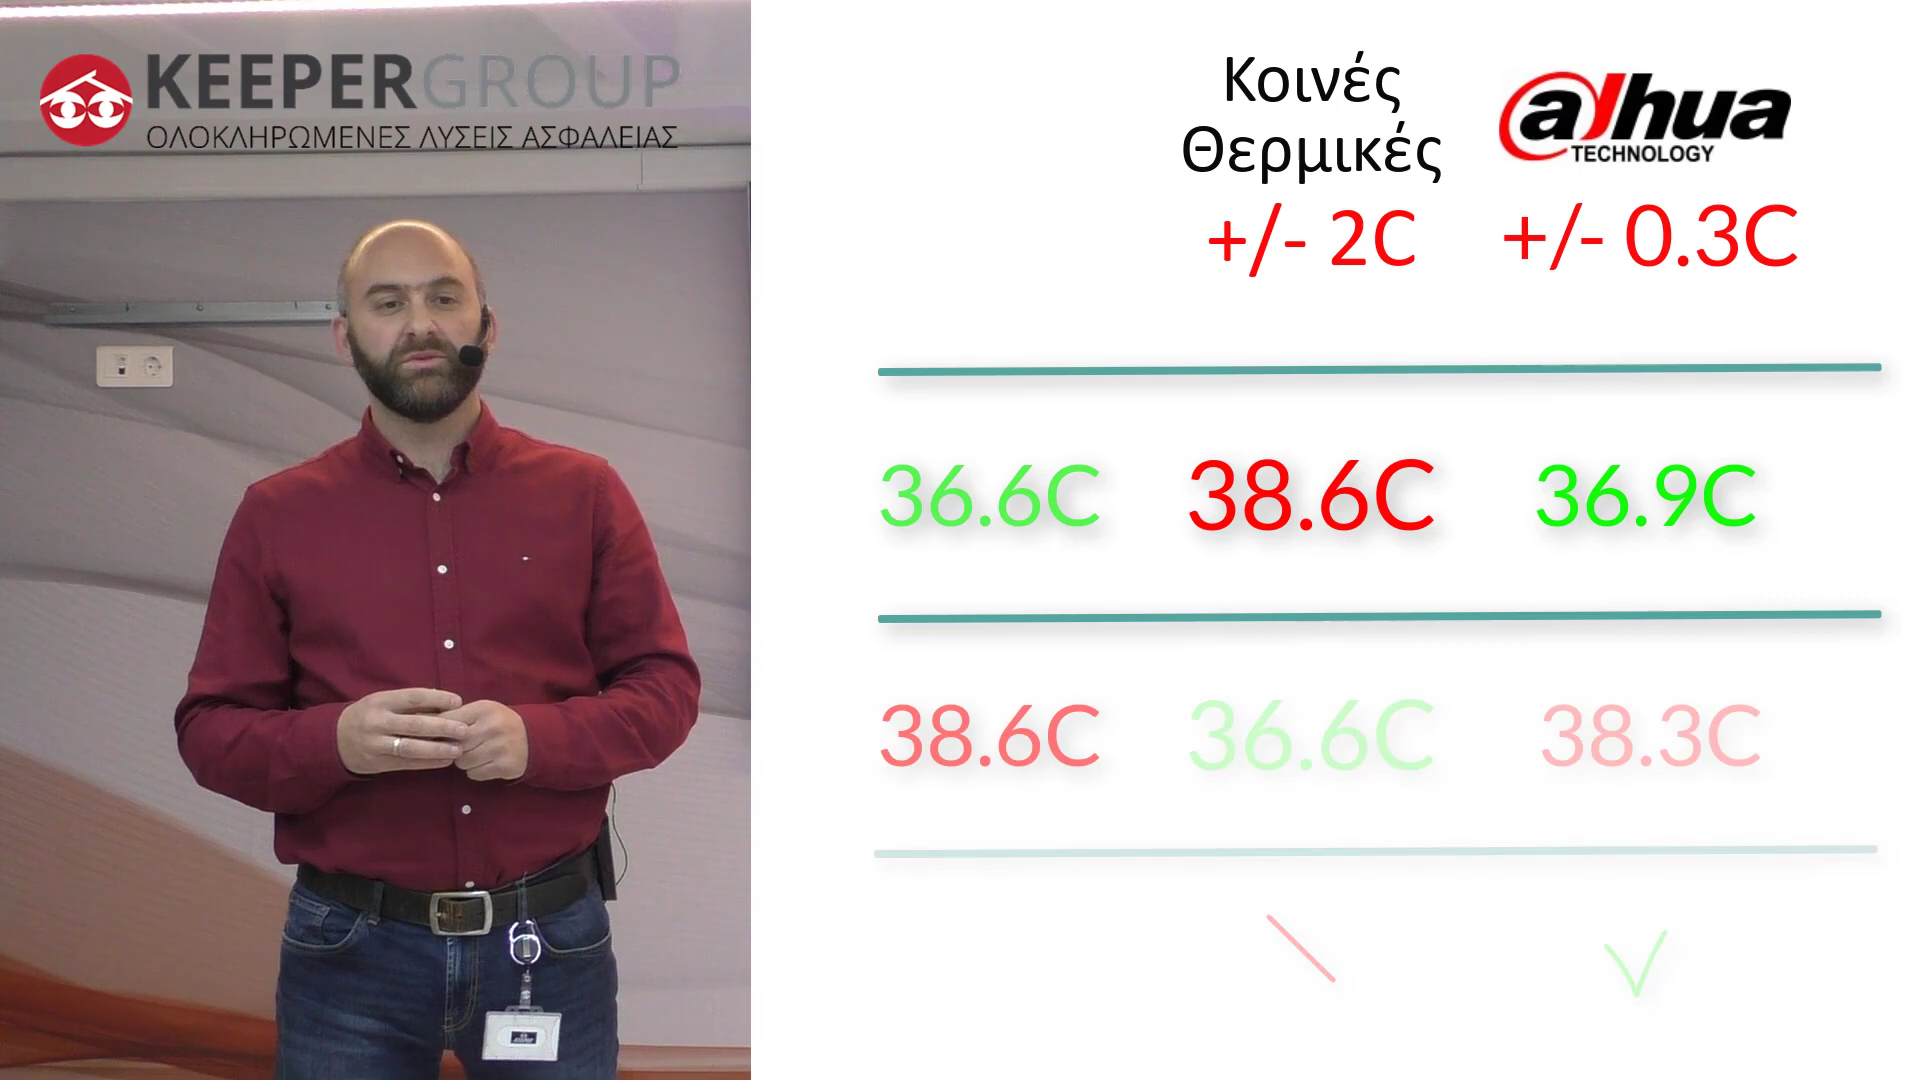 KEEPERGROUP
ΟΛΟΚΛΗΡΩΜΕΝΕΣ ΛΥΣΕΙΣ ΑΣΦΑΛΕΙΑΣ
Κοινές
Θερμικές
alhua
TECHNOLOGY
+/- 2C
+/- 0.3C
36.6C 38.6C 36.9C
38.6C 36.6C 38.3C